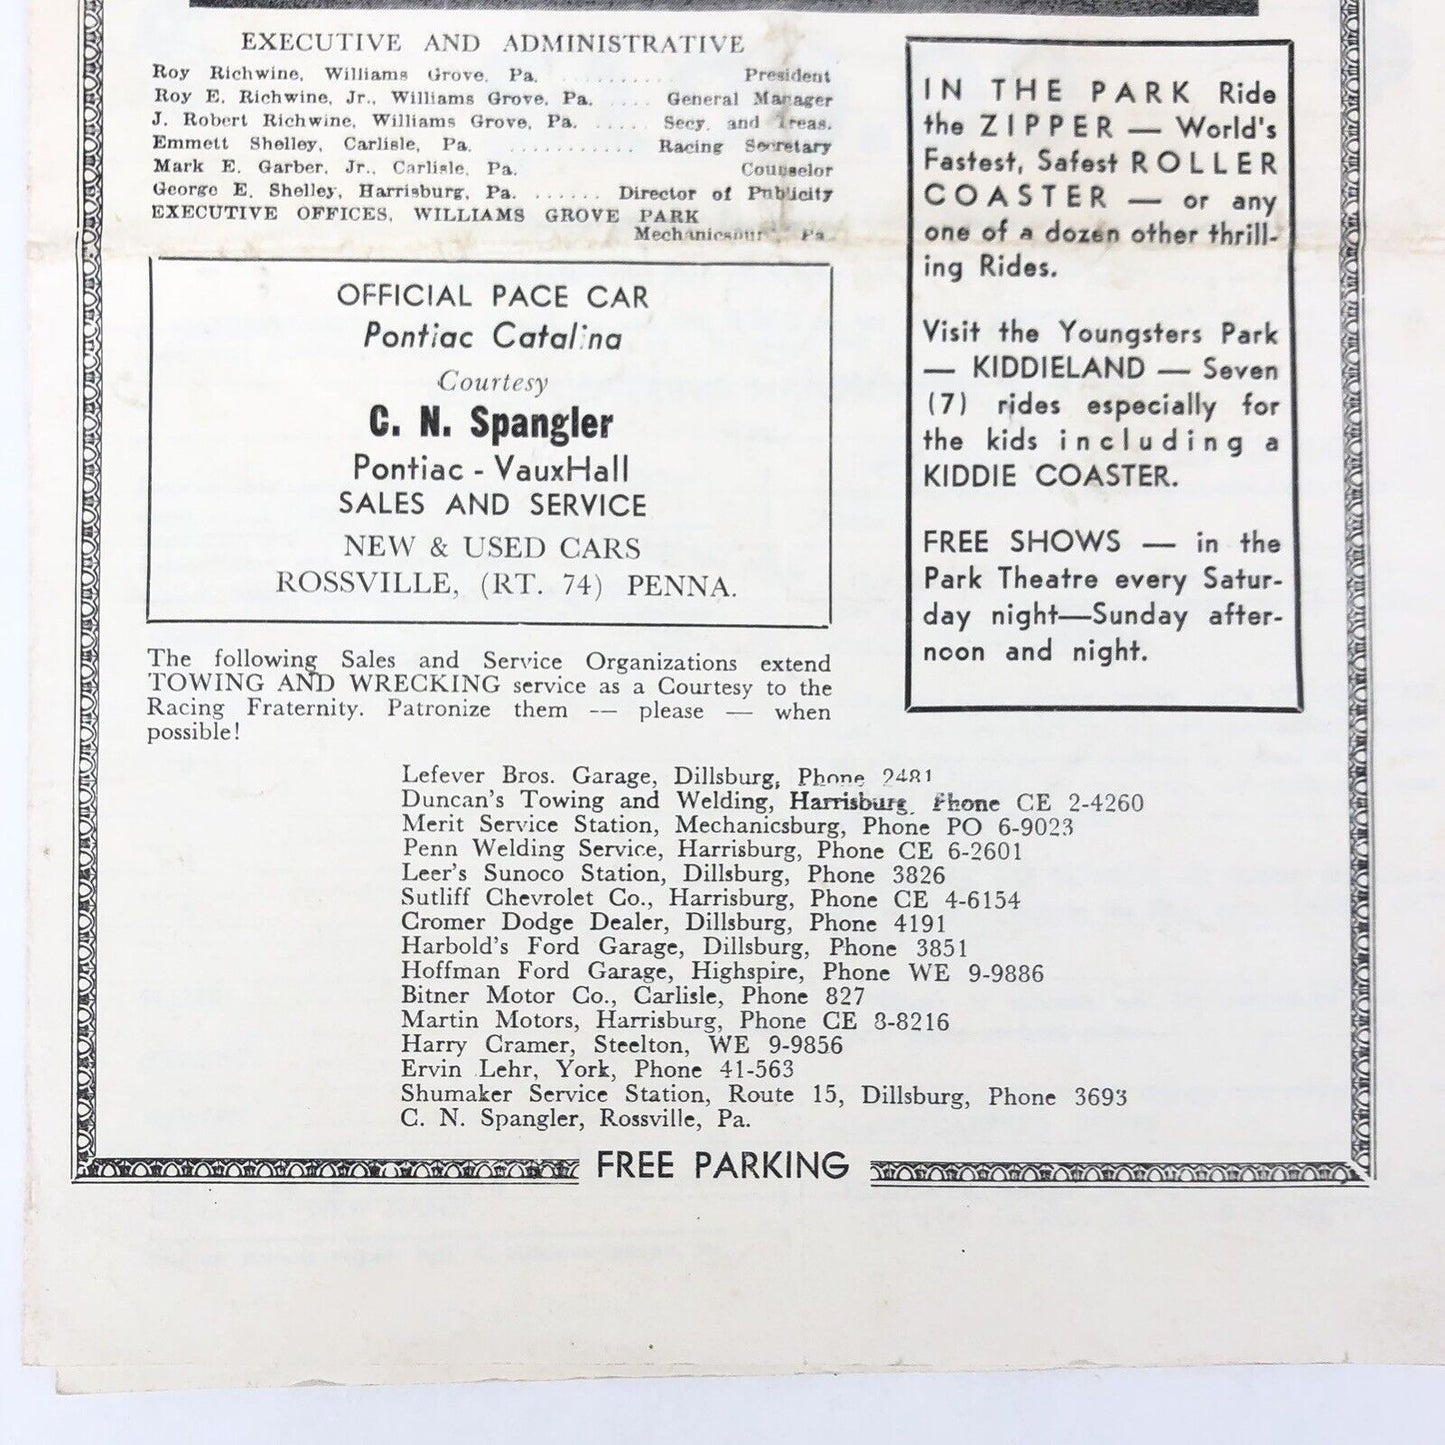 EXECUTIVE AND ADMINISTRATIVE
Roy Richwine, Williams Grove, Pa. .......... President
Roy E. Richwine, Jr., Williams Grove, Pa. .... General Manager
J. Robert Richwine, Williams Grove, Pa. ..... Secy. and Treas.
Emmett Shelley, Carlisle, Pa. ........... Racing Secretary
Mark E. Garber, Jr., Carlisle, Pa. Counselor
George E. Shelley, Harrisburg, Pa. ...... Director of Publicity
EXECUTIVE OFFICES, WILLIAMS GROVE PARK
Mechanicsburg, Pa.
OFFICIAL PACE CAR
Pontiac Catalina
Courtesy
C. N. Spangler
Pontiac - VauxHall
SALES AND SERVICE
NEW & USED CARS
ROSSVILLE, (RT. 74) PENNA.
The following Sales and Service Organizations extend
TOWING AND WRECKING service as a Courtesy to the
Racing Fraternity. Patronize them — please — when
possible!
IN THE PARK Ride
the ZIPPER — World's
Fastest, Safest ROLLER
COASTER — or any
one of a dozen other thrill-
ing Rides.
Visit the Youngsters Park
— KIDDIELAND — Seven
(7) rides especially for
the kids including a
KIDDIE COASTER.
FREE SHOWS — in the
Park Theatre every Satur-
day night—Sunday after-
noon and night.
Lefever Bros. Garage, Dillsburg, Phone 2481
Duncan's Towing and Welding, Harrisburg, Phone CE 2-4260
Merit Service Station, Mechanicsburg, Phone PO 6-9023
Penn Welding Service, Harrisburg, Phone CE 6-2601
Leer's Sunoco Station, Dillsburg, Phone 3826
Sutliff Chevrolet Co., Harrisburg, Phone CE 4-6154
Cromer Dodge Dealer, Dillsburg, Phone 4191
Harbold's Ford Garage, Dillsburg, Phone 3851
Hoffman Ford Garage, Highspire, Phone WE 9-9886
Bitner Motor Co., Carlisle, Phone 827
Martin Motors, Harrisburg, Phone CE 8-8216
Harry Cramer, Steelton, WE 9-9856
Ervin Lehr, York, Phone 41-563
Shumaker Service Station, Route 15, Dillsburg, Phone 3693
C. N. Spangler, Rossville, Pa.
FREE PARKING